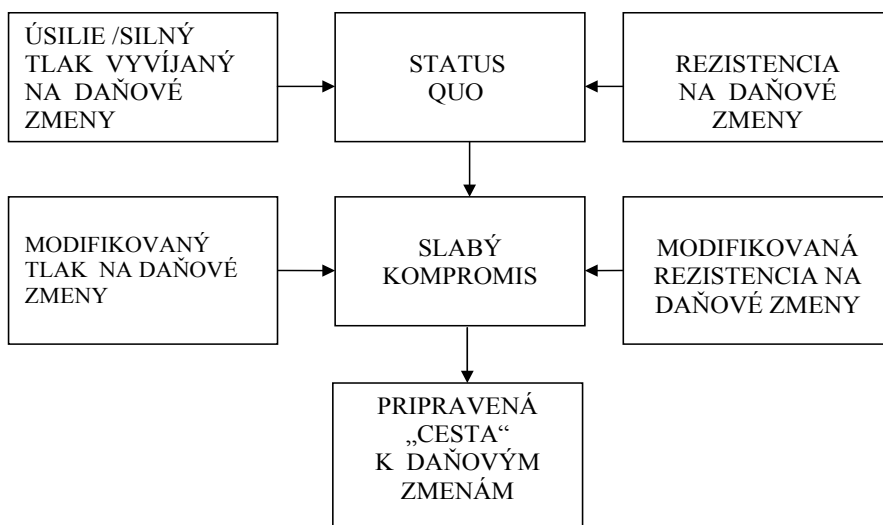 ÚSILIE /SILNÝ
TLAK VYVÍJANÝ
NA DAŇOVÉ
ZMENY
STATUS
QUO
REZISTENCIA
NA DAŇOVÉ
ZMENY
MODIFIKOVANÝ
TLAK NA DAŇOVÉ
ZMENY
SLABÝ
KOMPROMIS
MODIFIKOVANÁ
REZISTENCIA NA
DAŇOVÉ ZMENY
PRIPRAVENÁ
„CESTA“
K DAŇOVÝM
ZMENÁM